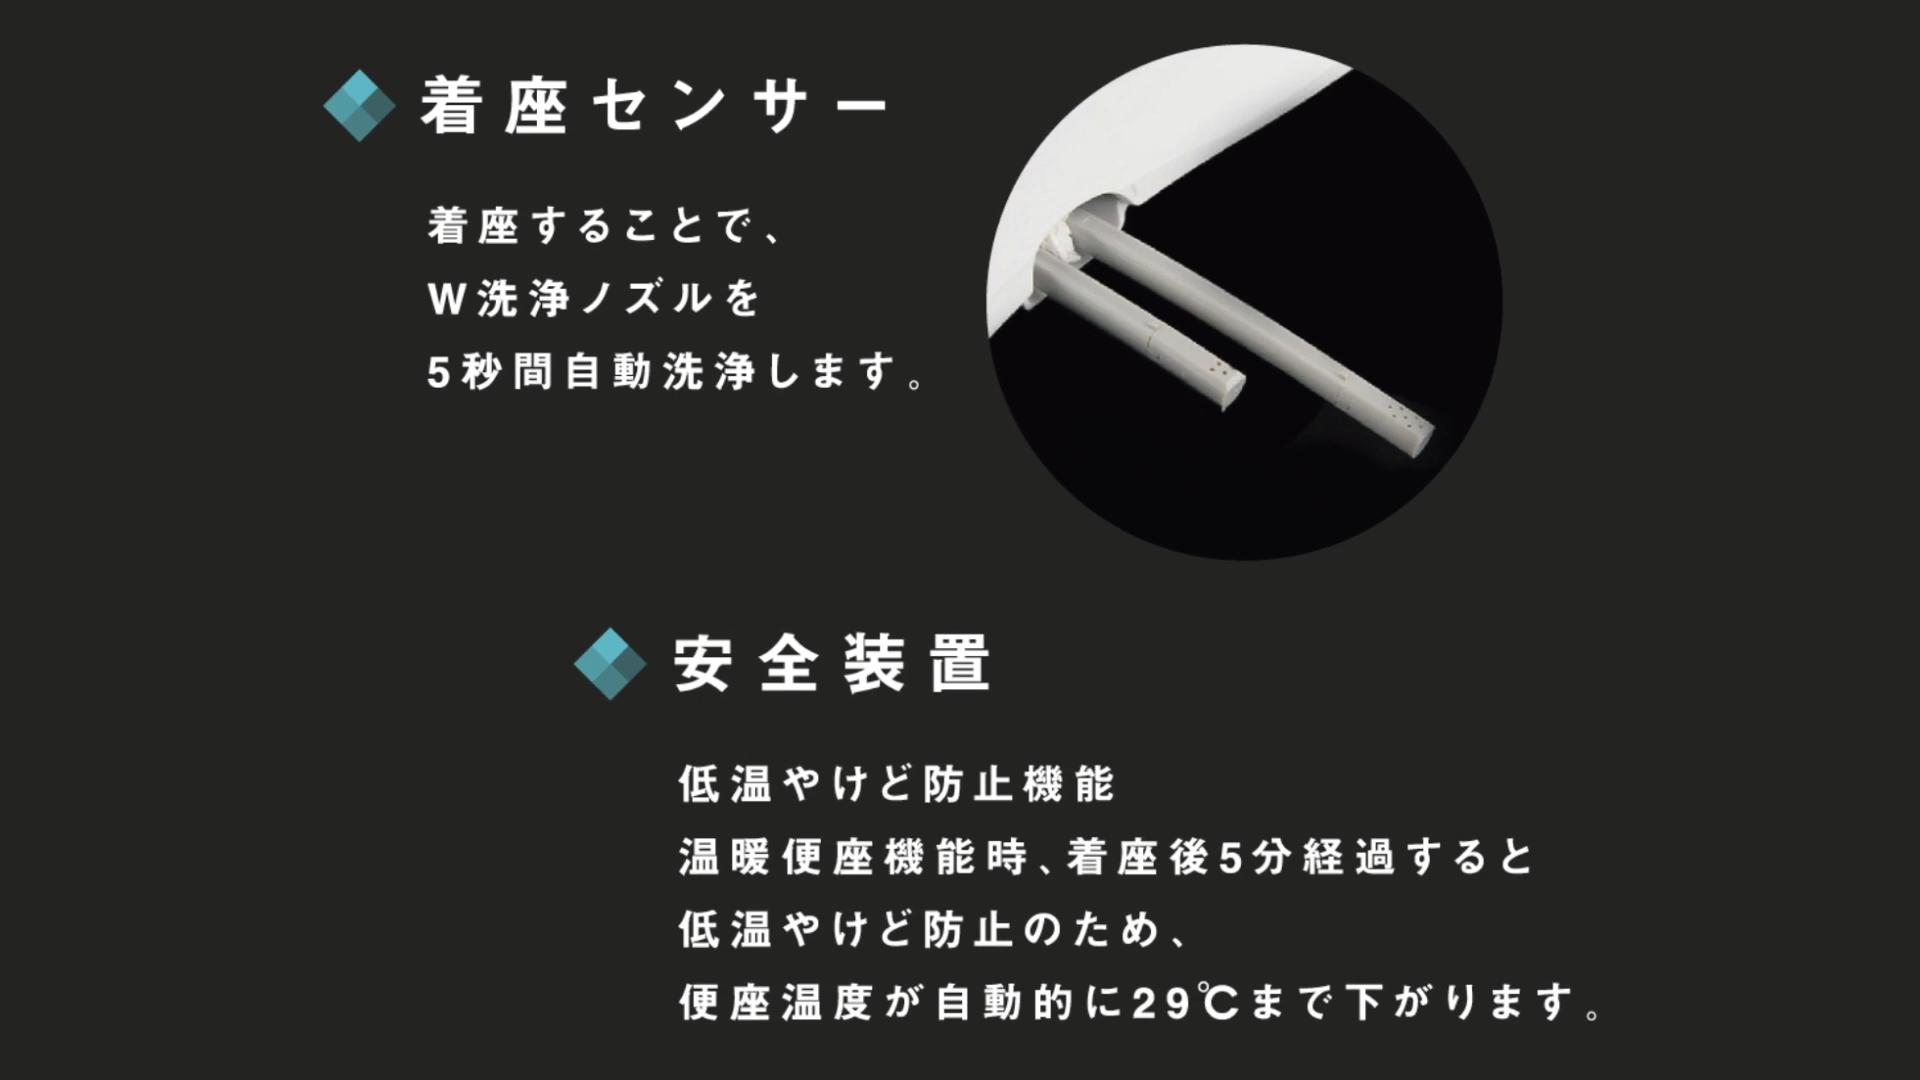 着座センサー
着座することで、
W洗浄ノズルを
5秒間自動洗浄します。
安全装置
低温やけど防止機能
温暖便座機能時、着座後5分経過すると
低温やけど防止のため、
便座温度が自動的に29℃まで下がります。